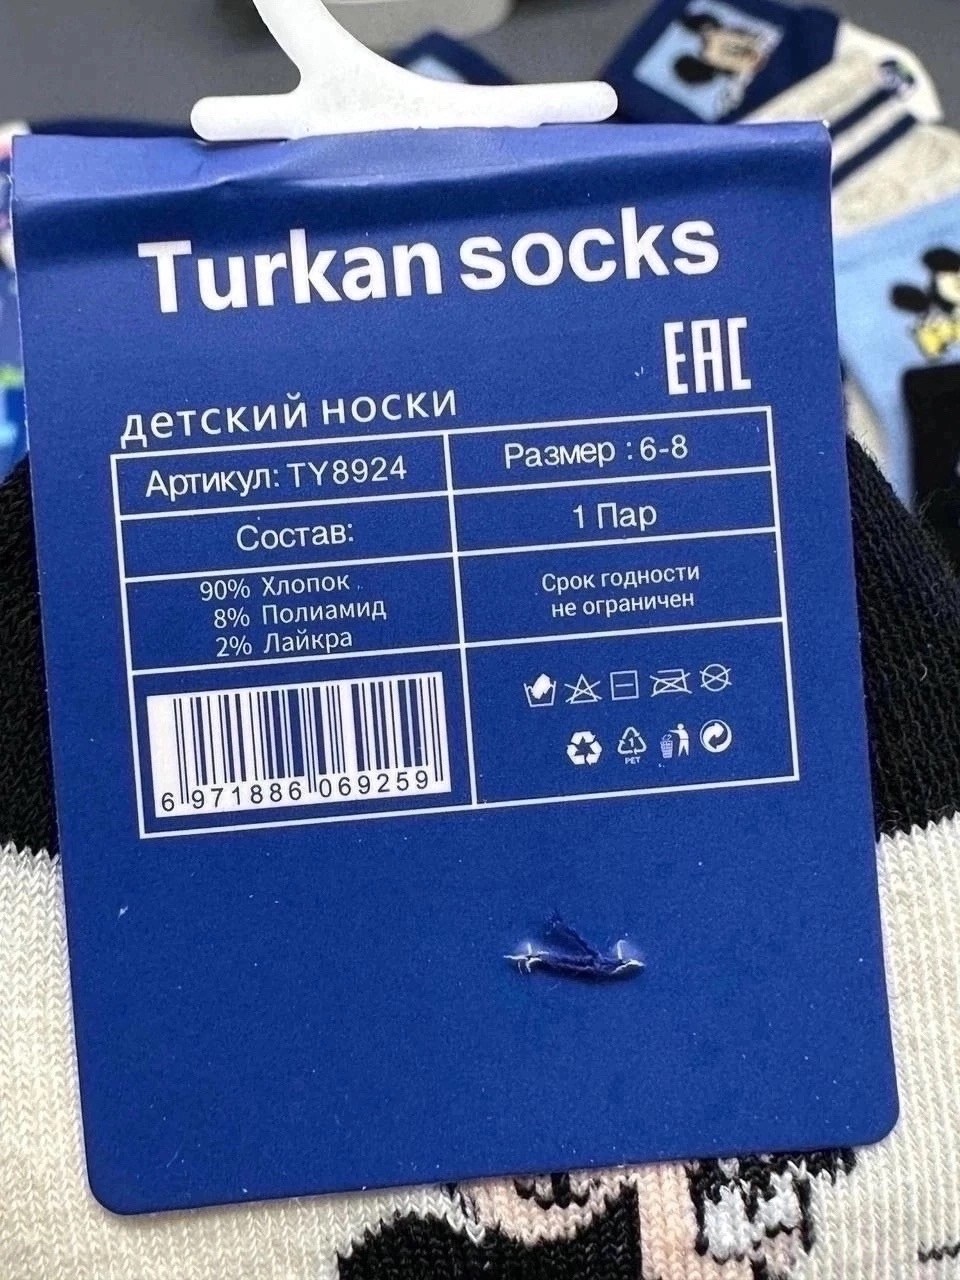 Turkan socks
EAC
детский носки
Артикул: TY8924
Размер : 6-8
Состав:
1 Пар
90% Хлопок
8% Полиамид
2% Лайкра
Срок годности
не ограничен
PET
6 971886 069259